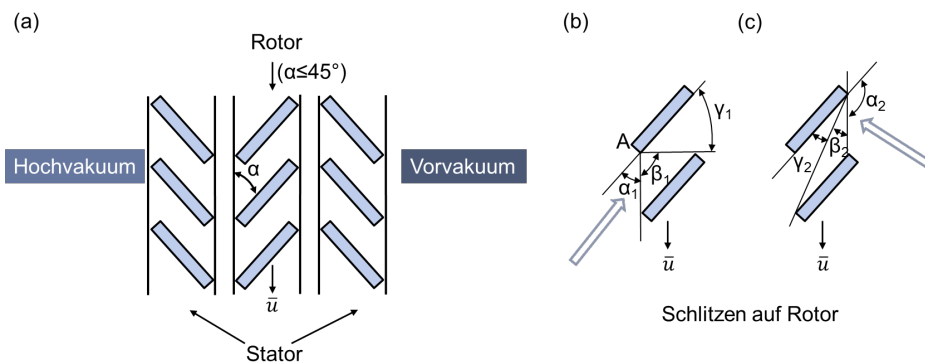 (a)
Rotor
(α≤45°)
Hochvakuum
α
Vorvakuum
ū
Stator
(b)
γ₁
A
α₁
β₁
ū
(c)
α₂
β₂
γ₂
ū
Schlitzen auf Rotor